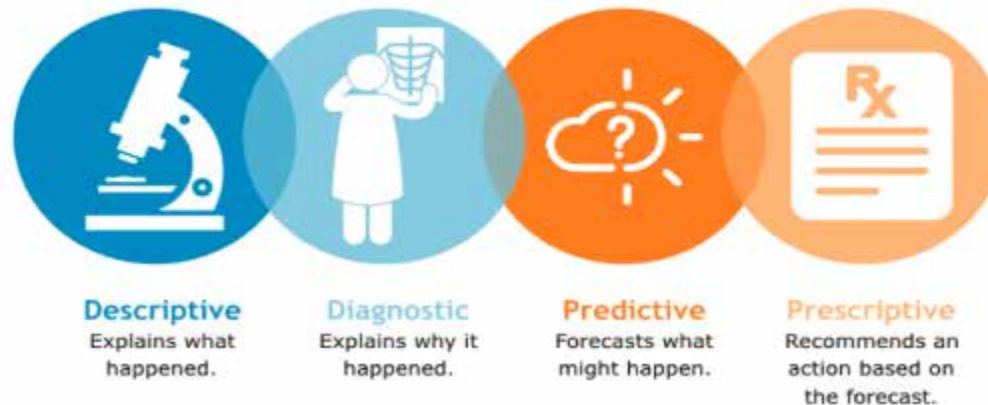 ?
Rx
Descriptive
Explains what
happened.
Diagnostic
Explains why it
happened.
Predictive
Forecasts what
might happen.
Prescriptive
Recommends an
action based on
the forecast.